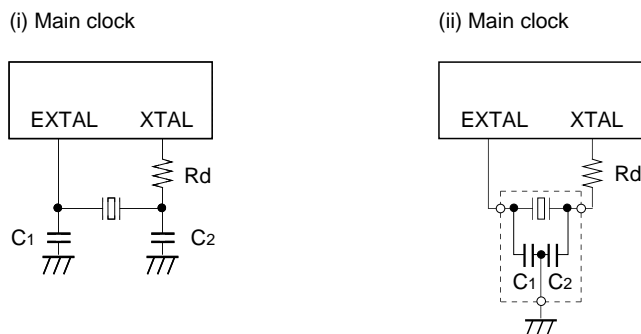 (i) Main clock
EXTAL XTAL
Rd
C1 C2
(ii) Main clock
EXTAL XTAL
Rd
C1 C2